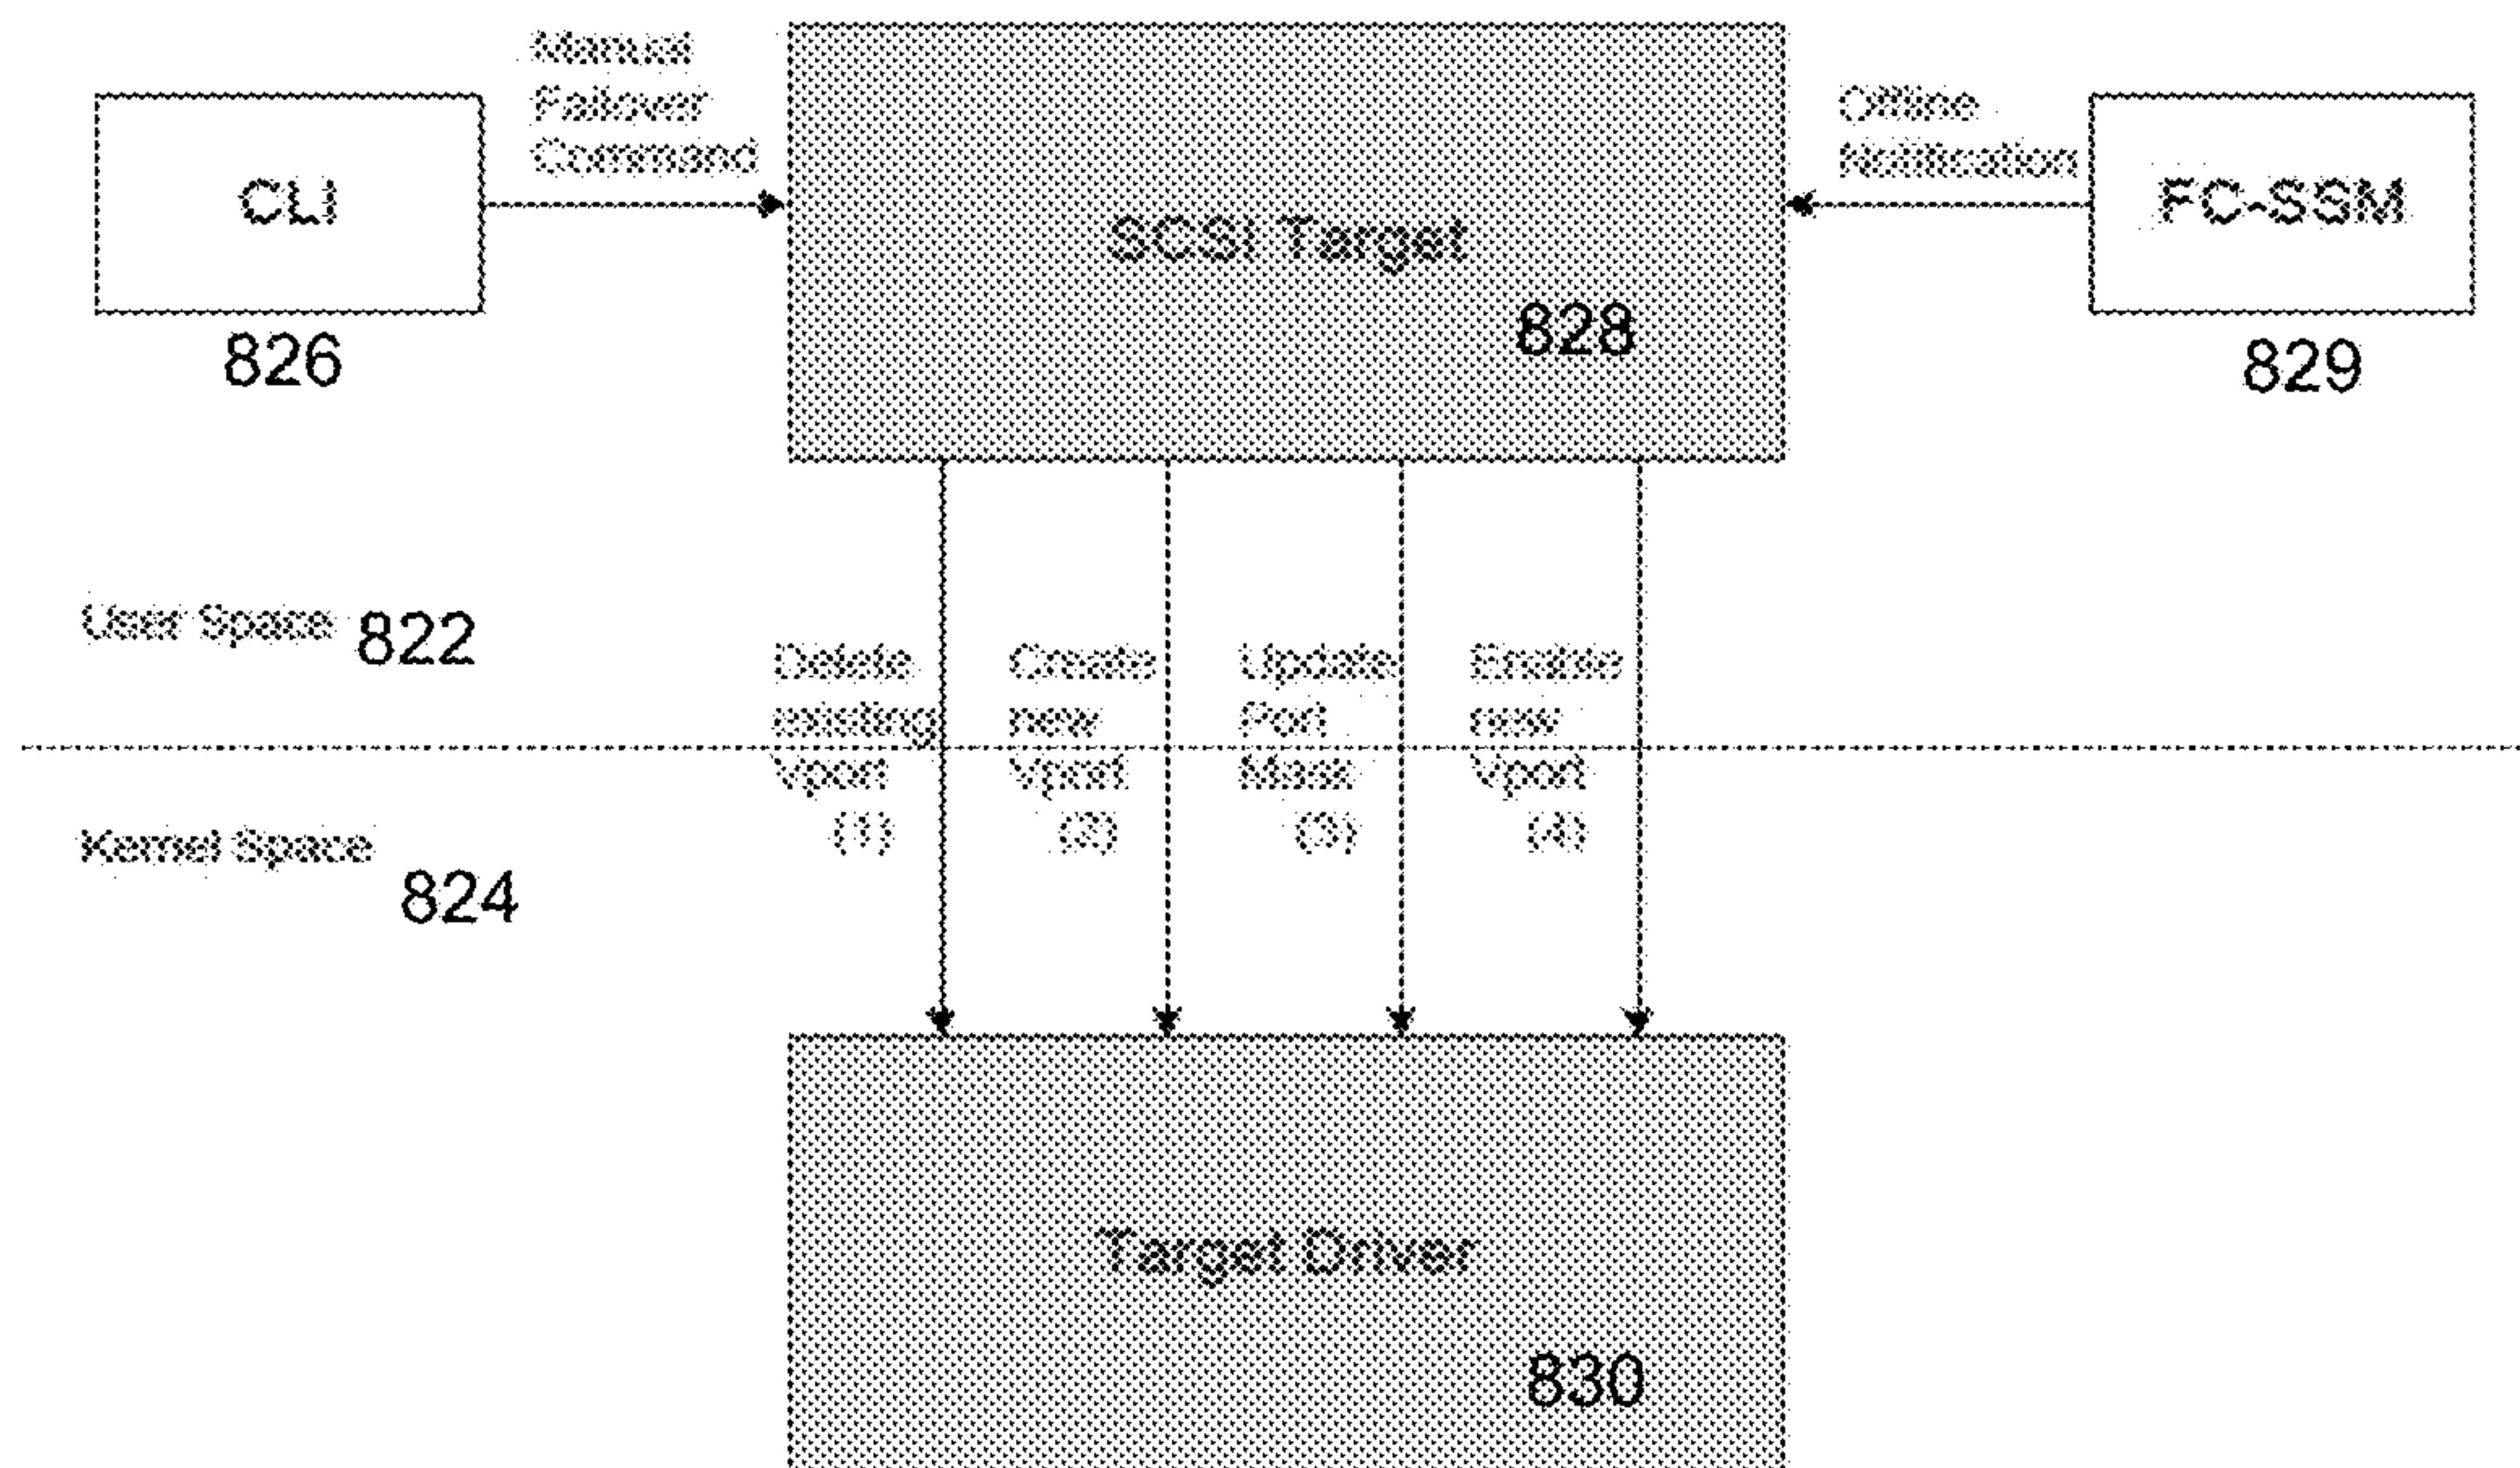 Manual
Failover
Command
CLI
826
SCSI Target
828
Offline
Notification
FC-SSM
829
User Space 822
Delete
existing
Vport
(1)
Create
new
Vport
(2)
Update
Port
Mask
(3)
Enable
new
Vport
(4)
Kernel Space
824
Target Driver
830